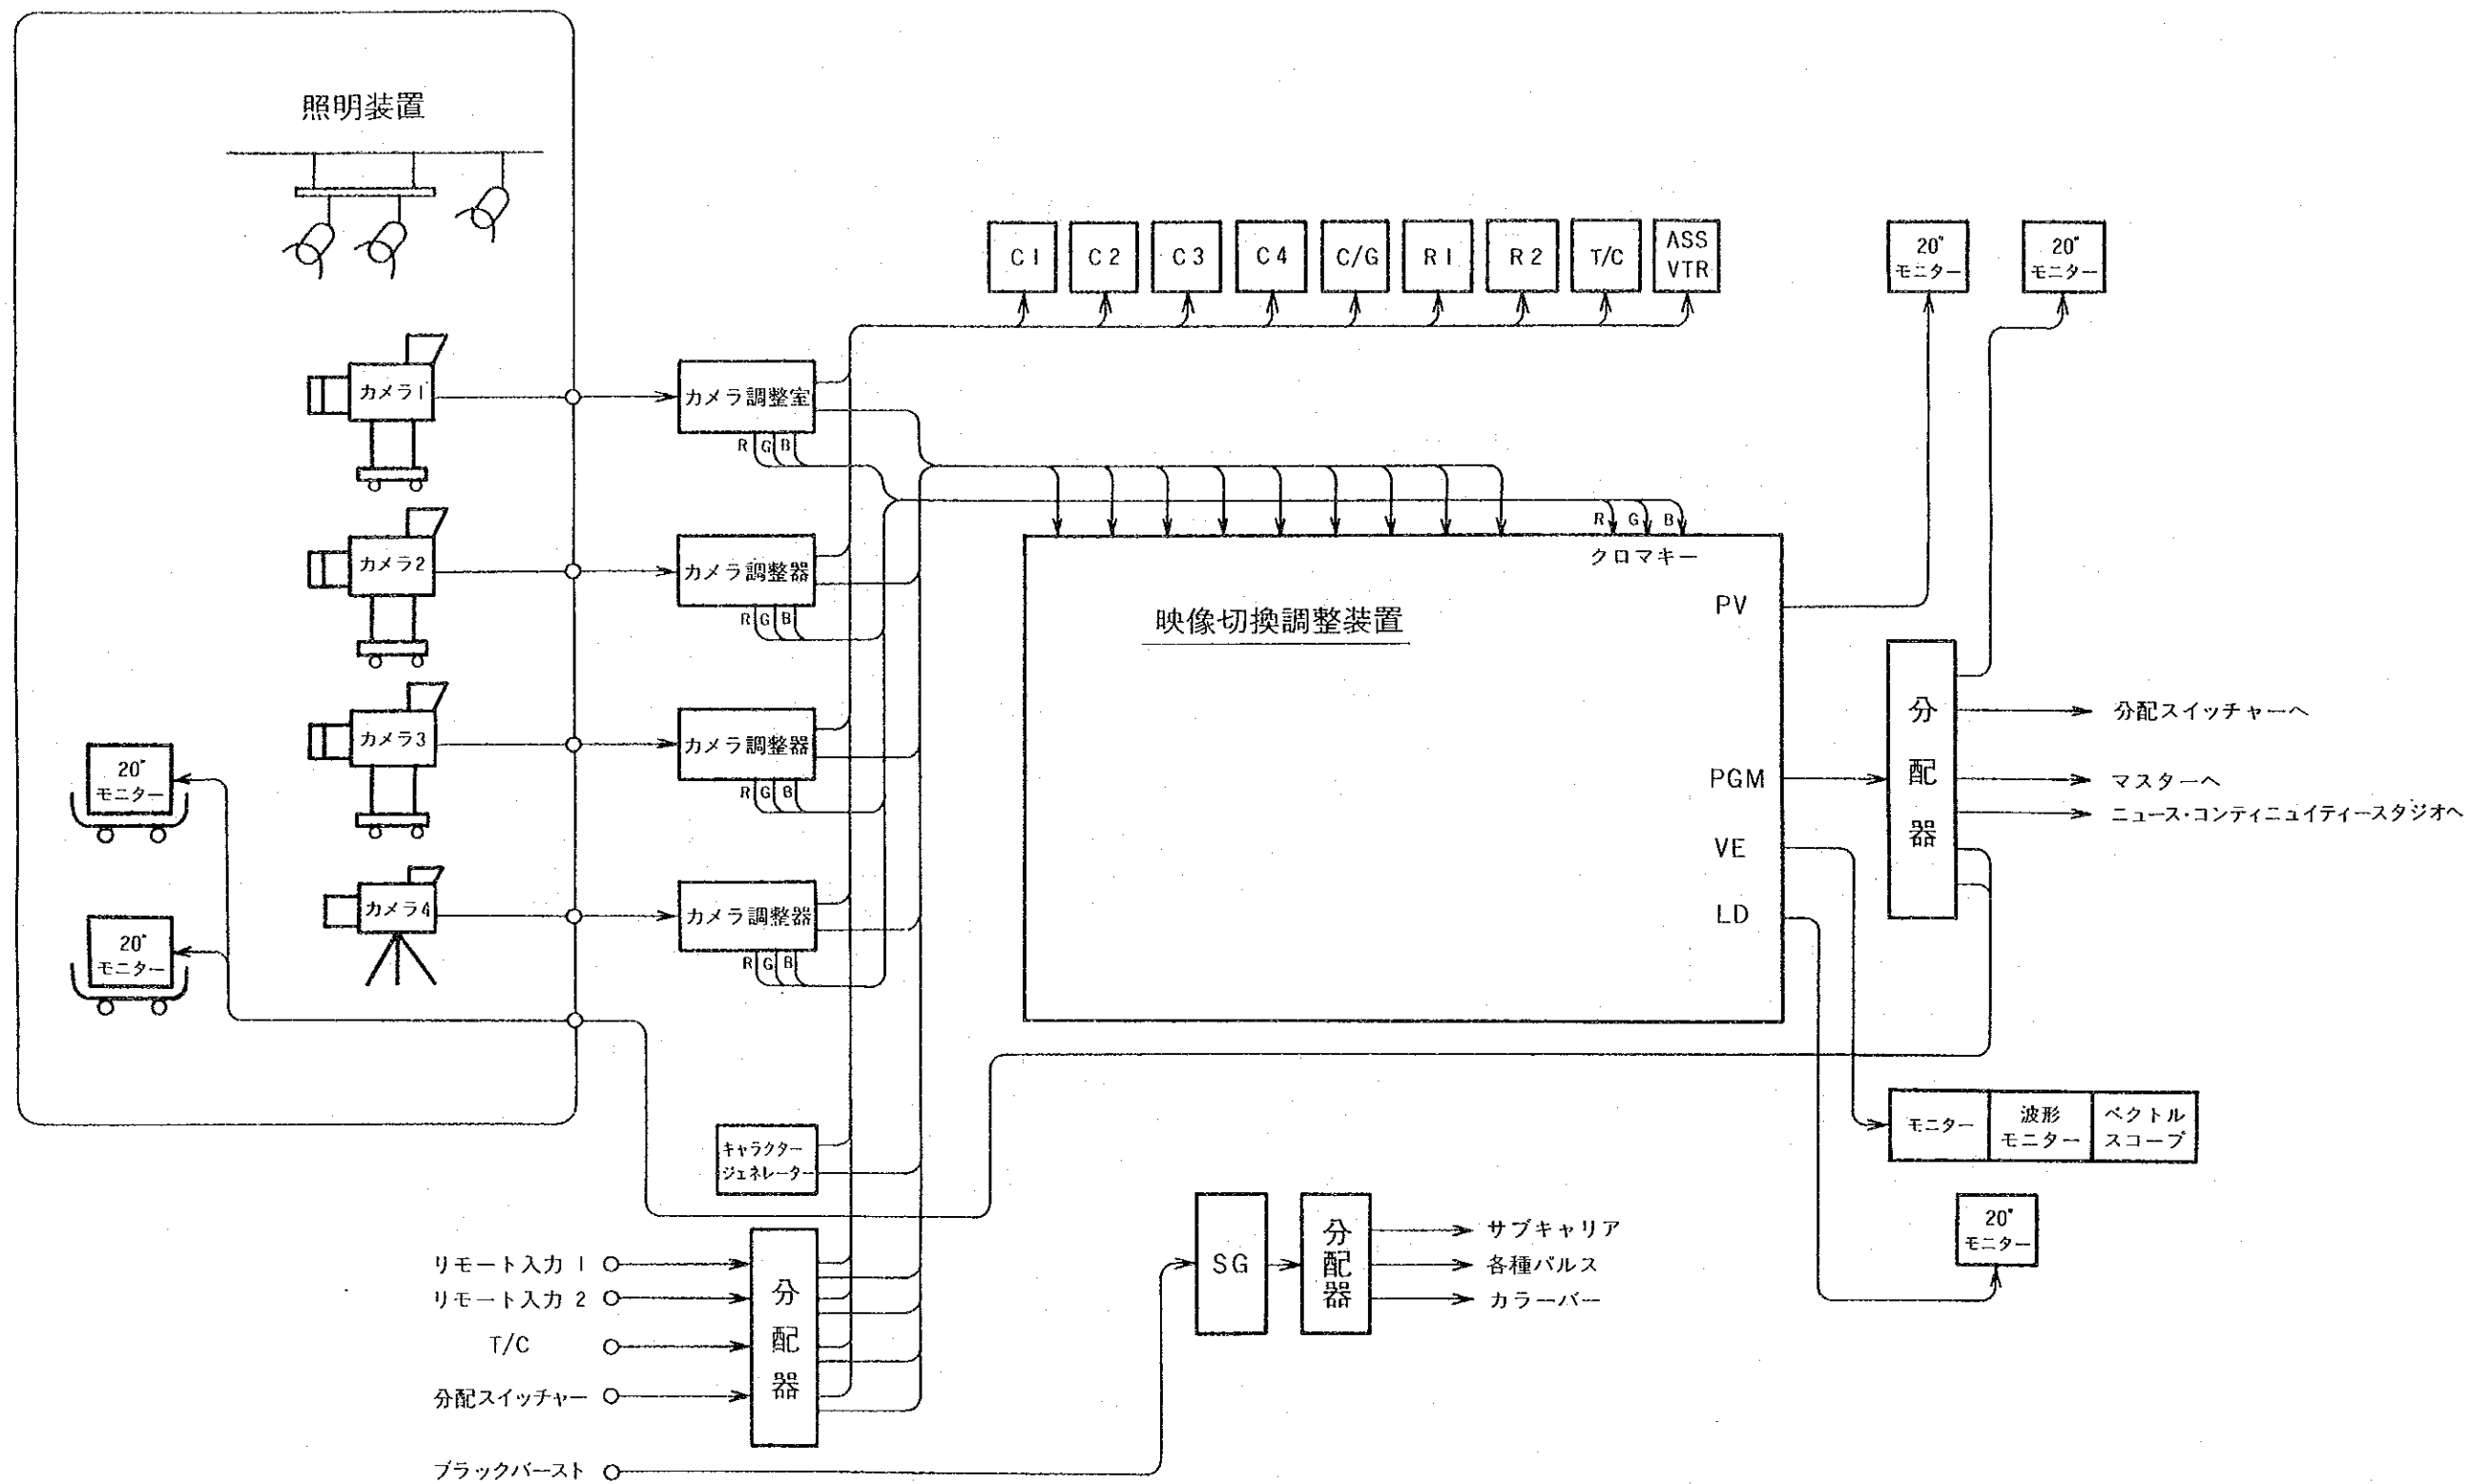 照明装置
C1
C2
C3
C4
C/G
R1
R2
T/C
ASS
VTR
20"
モニター
20"
モニター
カメラ1
カメラ調整室
R G B
カメラ2
カメラ調整器
R G B
R G B
クロマキー
映像切換調整装置
PV
PGM
VE
LD
カメラ3
カメラ調整器
R G B
20"
モニター
カメラ4
カメラ調整器
R G B
20"
モニター
分配器
分配スイッチャーへ
マスターへ
ニュース・コンティニュイティースタジオへ
モニター
波形
モニター
ベクトル
スコープ
20"
モニター
キャラクター
ジェネレーター
リモート入力 1
リモート入力 2
T/C
分配スイッチャー
ブラックバースト
分配器
SG
分配器
サブキャリア
各種パルス
カラーバー